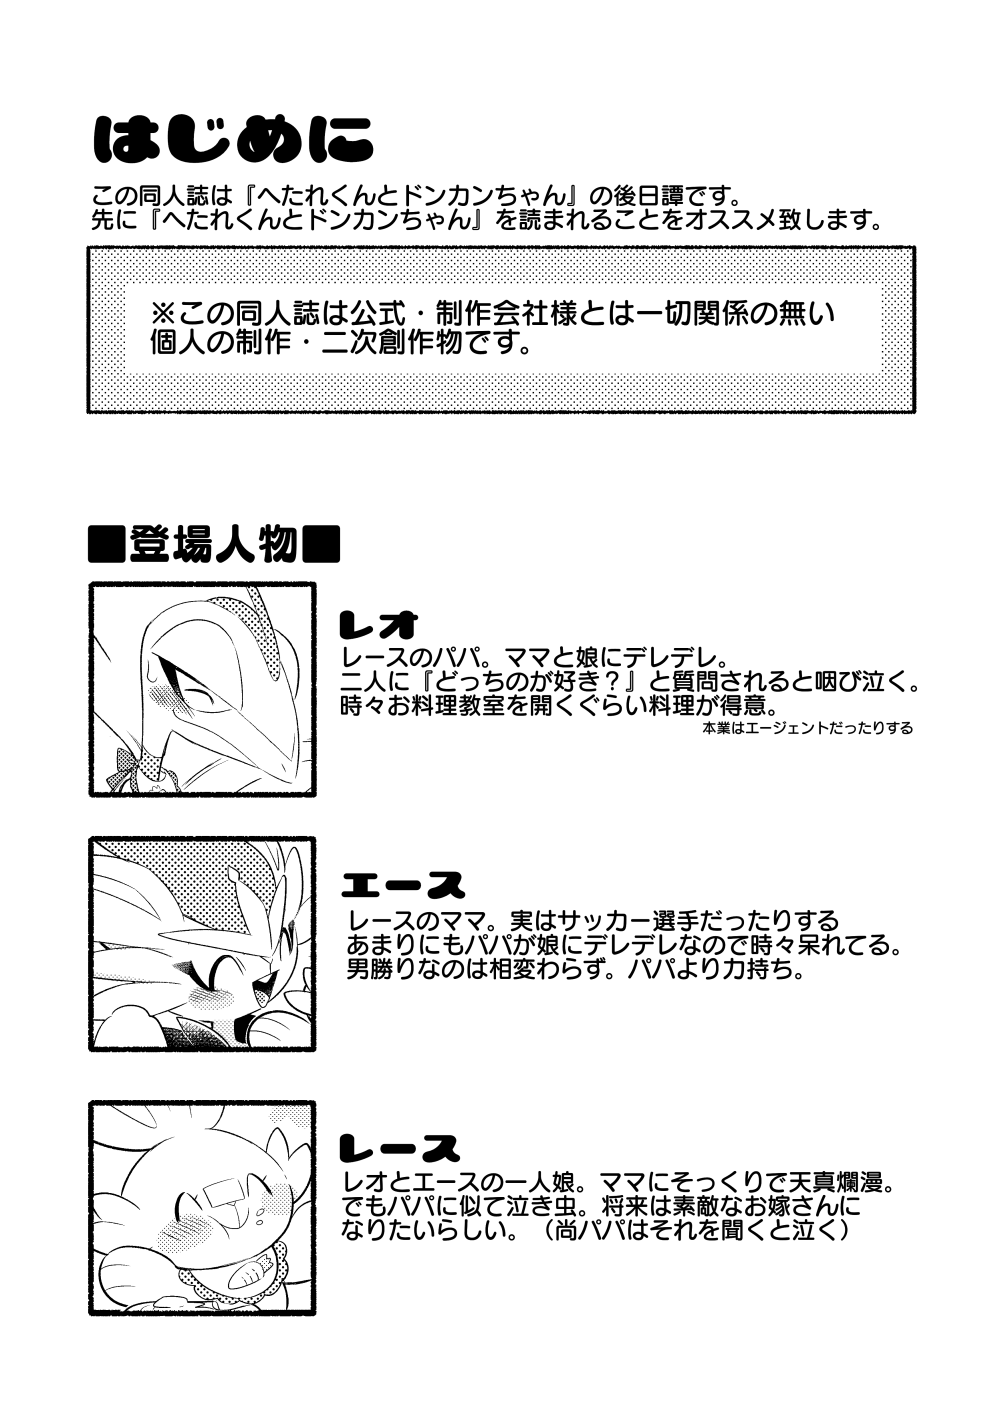 はじめに
この同人誌は『へたれくんとドンカンちゃん』の後日譚です。
先に『へたれくんとドンカンちゃん』を読まれることをオススメ致します。
※この同人誌は公式・制作会社様とは一切関係の無い
個人の制作・二次創作物です。
■登場人物■
レオ
レースのパパ。ママと娘にデレデレ。
二人に『どっちのが好き？』と質問されると咽び泣く。
時々お料理教室を開くぐらい料理が得意。
本業はエージェントだったりする
エース
レースのママ。実はサッカー選手だったりする
あまりにもパパが娘にデレデレなので時々呆れてる。
男勝りなのは相変わらず。パパより力持ち。
レース
レオとエースの一人娘。ママにそっくりで天真爛漫。
でもパパに似て泣き虫。将来は素敵なお嫁さんに
なりたいらしい。（尚パパはそれを聞くと泣く）